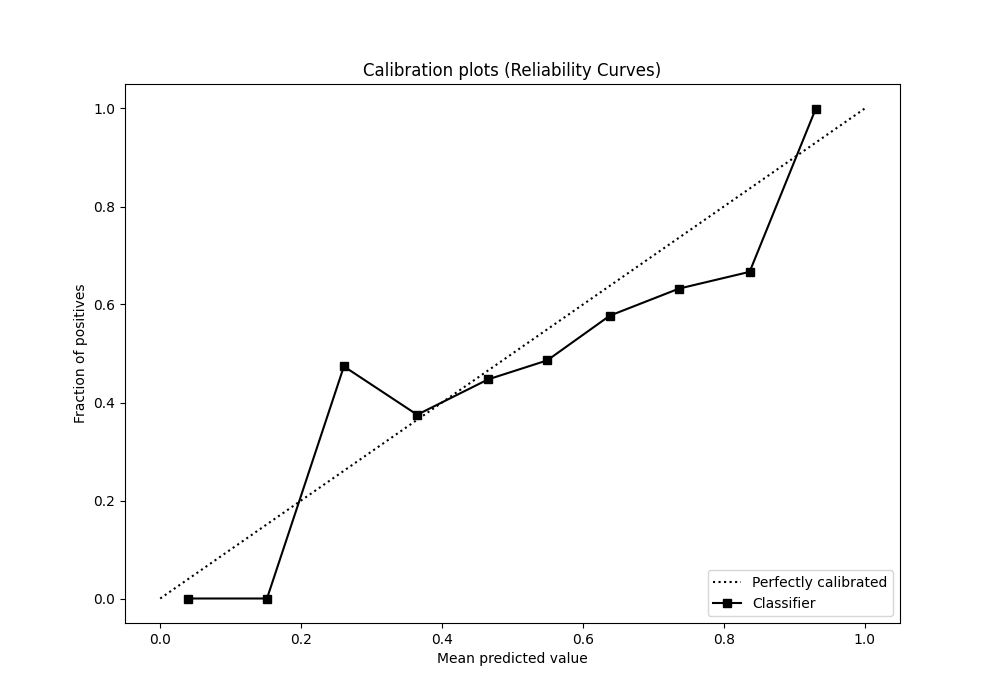 Calibration plots (Reliability Curves)
1.0
0.8
0.6
0.4
0.2
0.0
Fraction of positives
0.0 0.2 0.4 0.6 0.8 1.0
Mean predicted value
Perfectly calibrated
Classifier